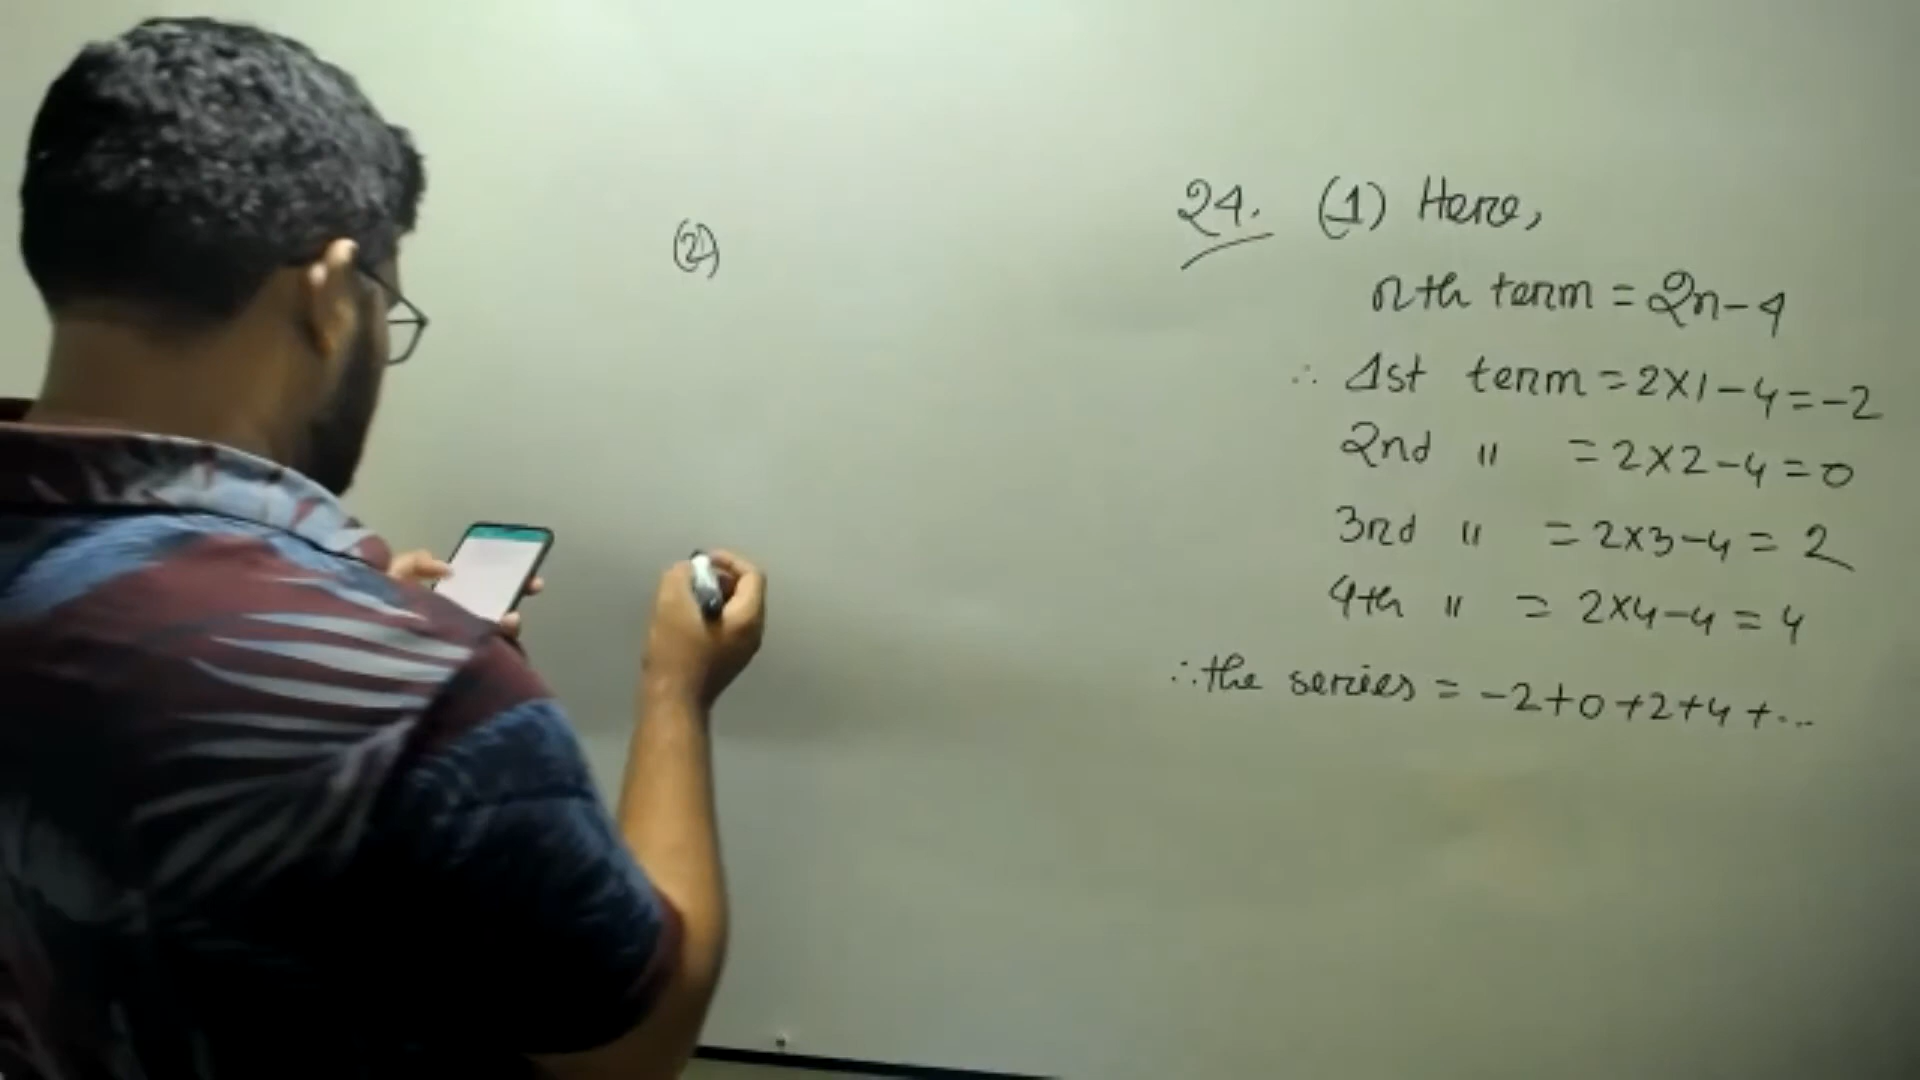 (2)
24. (1) Here,
nth term = 2n-4
∴ 1st term = 2×1-4=-2
2nd " = 2×2-4=0
3rd " = 2×3-4=2
4th " = 2×4-4=4
∴ the series = -2+0+2+4+...